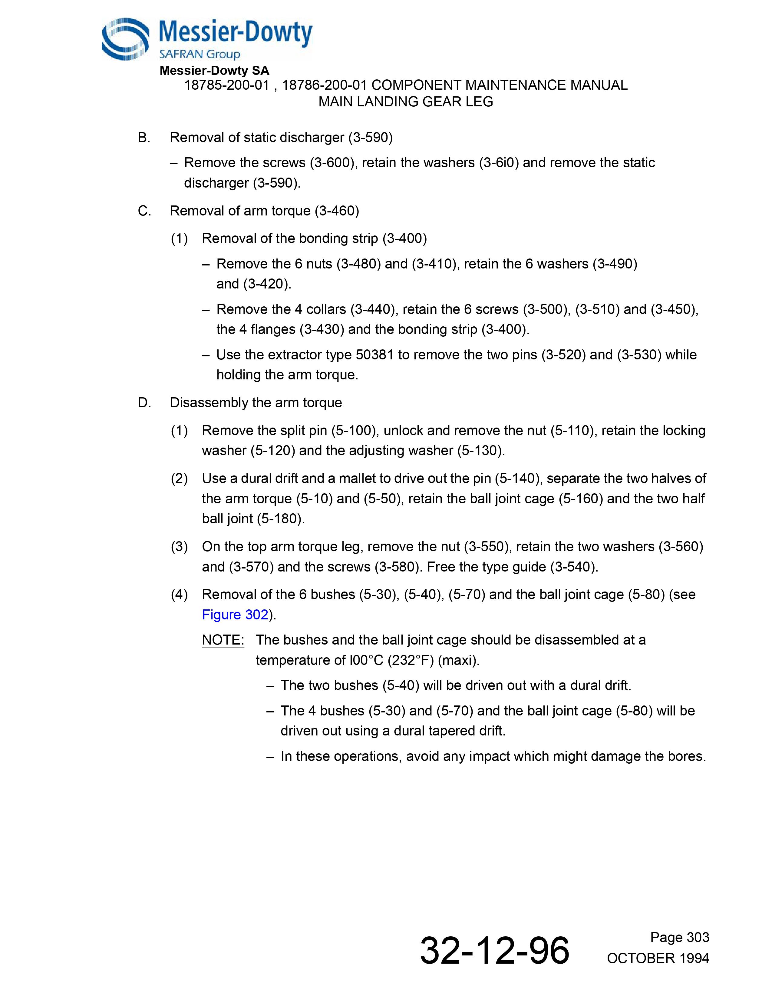 Messier-Dowty
SAFRAN Group
Messier-Dowty SA
18785-200-01 , 18786-200-01 COMPONENT MAINTENANCE MANUAL
MAIN LANDING GEAR LEG
B. Removal of static discharger (3-590)
– Remove the screws (3-600), retain the washers (3-6i0) and remove the static
discharger (3-590).
C. Removal of arm torque (3-460)
(1) Removal of the bonding strip (3-400)
– Remove the 6 nuts (3-480) and (3-410), retain the 6 washers (3-490)
and (3-420).
– Remove the 4 collars (3-440), retain the 6 screws (3-500), (3-510) and (3-450),
the 4 flanges (3-430) and the bonding strip (3-400).
– Use the extractor type 50381 to remove the two pins (3-520) and (3-530) while
holding the arm torque.
D. Disassembly the arm torque
(1) Remove the split pin (5-100), unlock and remove the nut (5-110), retain the locking
washer (5-120) and the adjusting washer (5-130).
(2) Use a dural drift and a mallet to drive out the pin (5-140), separate the two halves of
the arm torque (5-10) and (5-50), retain the ball joint cage (5-160) and the two half
ball joint (5-180).
(3) On the top arm torque leg, remove the nut (3-550), retain the two washers (3-560)
and (3-570) and the screws (3-580). Free the type guide (3-540).
(4) Removal of the 6 bushes (5-30), (5-40), (5-70) and the ball joint cage (5-80) (see
Figure 302).
NOTE: The bushes and the ball joint cage should be disassembled at a
temperature of l00°C (232°F) (maxi).
– The two bushes (5-40) will be driven out with a dural drift.
– The 4 bushes (5-30) and (5-70) and the ball joint cage (5-80) will be
driven out using a dural tapered drift.
– In these operations, avoid any impact which might damage the bores.
32-12-96
Page 303
OCTOBER 1994